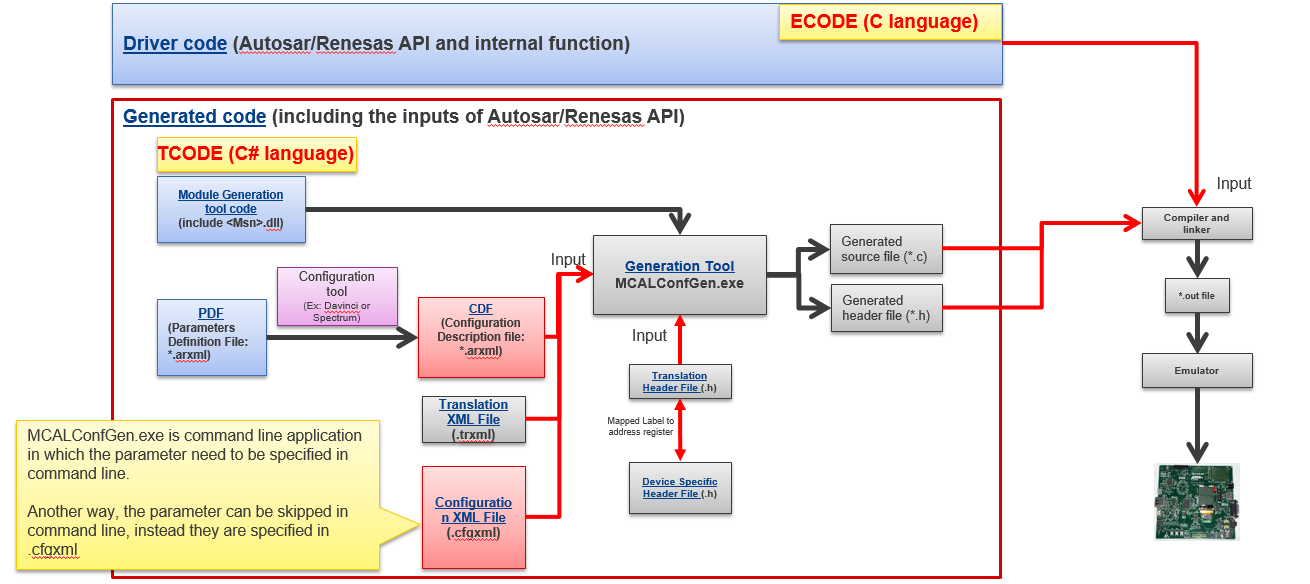 ECODE (C language)
Driver code (Autosar/Renesas API and internal function)
Generated code (including the inputs of Autosar/Renesas API)
TCODE (C# language)
Module Generation
tool code
(include <Msn>.dll)
Input
Compiler and
linker
Generated
source file (*.c)
Input
Generation Tool
MCALConfGen.exe
Configuration
tool
(Ex: Davinci or
Spectrum)
*.out file
Generated
header file (*.h)
PDF
(Parameters
Definition File:
*.arxml)
CDF
(Configuration
Description file:
*.arxml)
Input
Emulator
Translation
Header File (.h)
Translation
XML File
(.trxml)
Mapped Label to
address register
MCALConfGen.exe is command line application
in which the parameter need to be specified in
command line.
Another way, the parameter can be skipped in
command line, instead they are specified in
.cfgxml
Configuratio
n XML File
(.cfgxml)
Device Specific
Header File (.h)